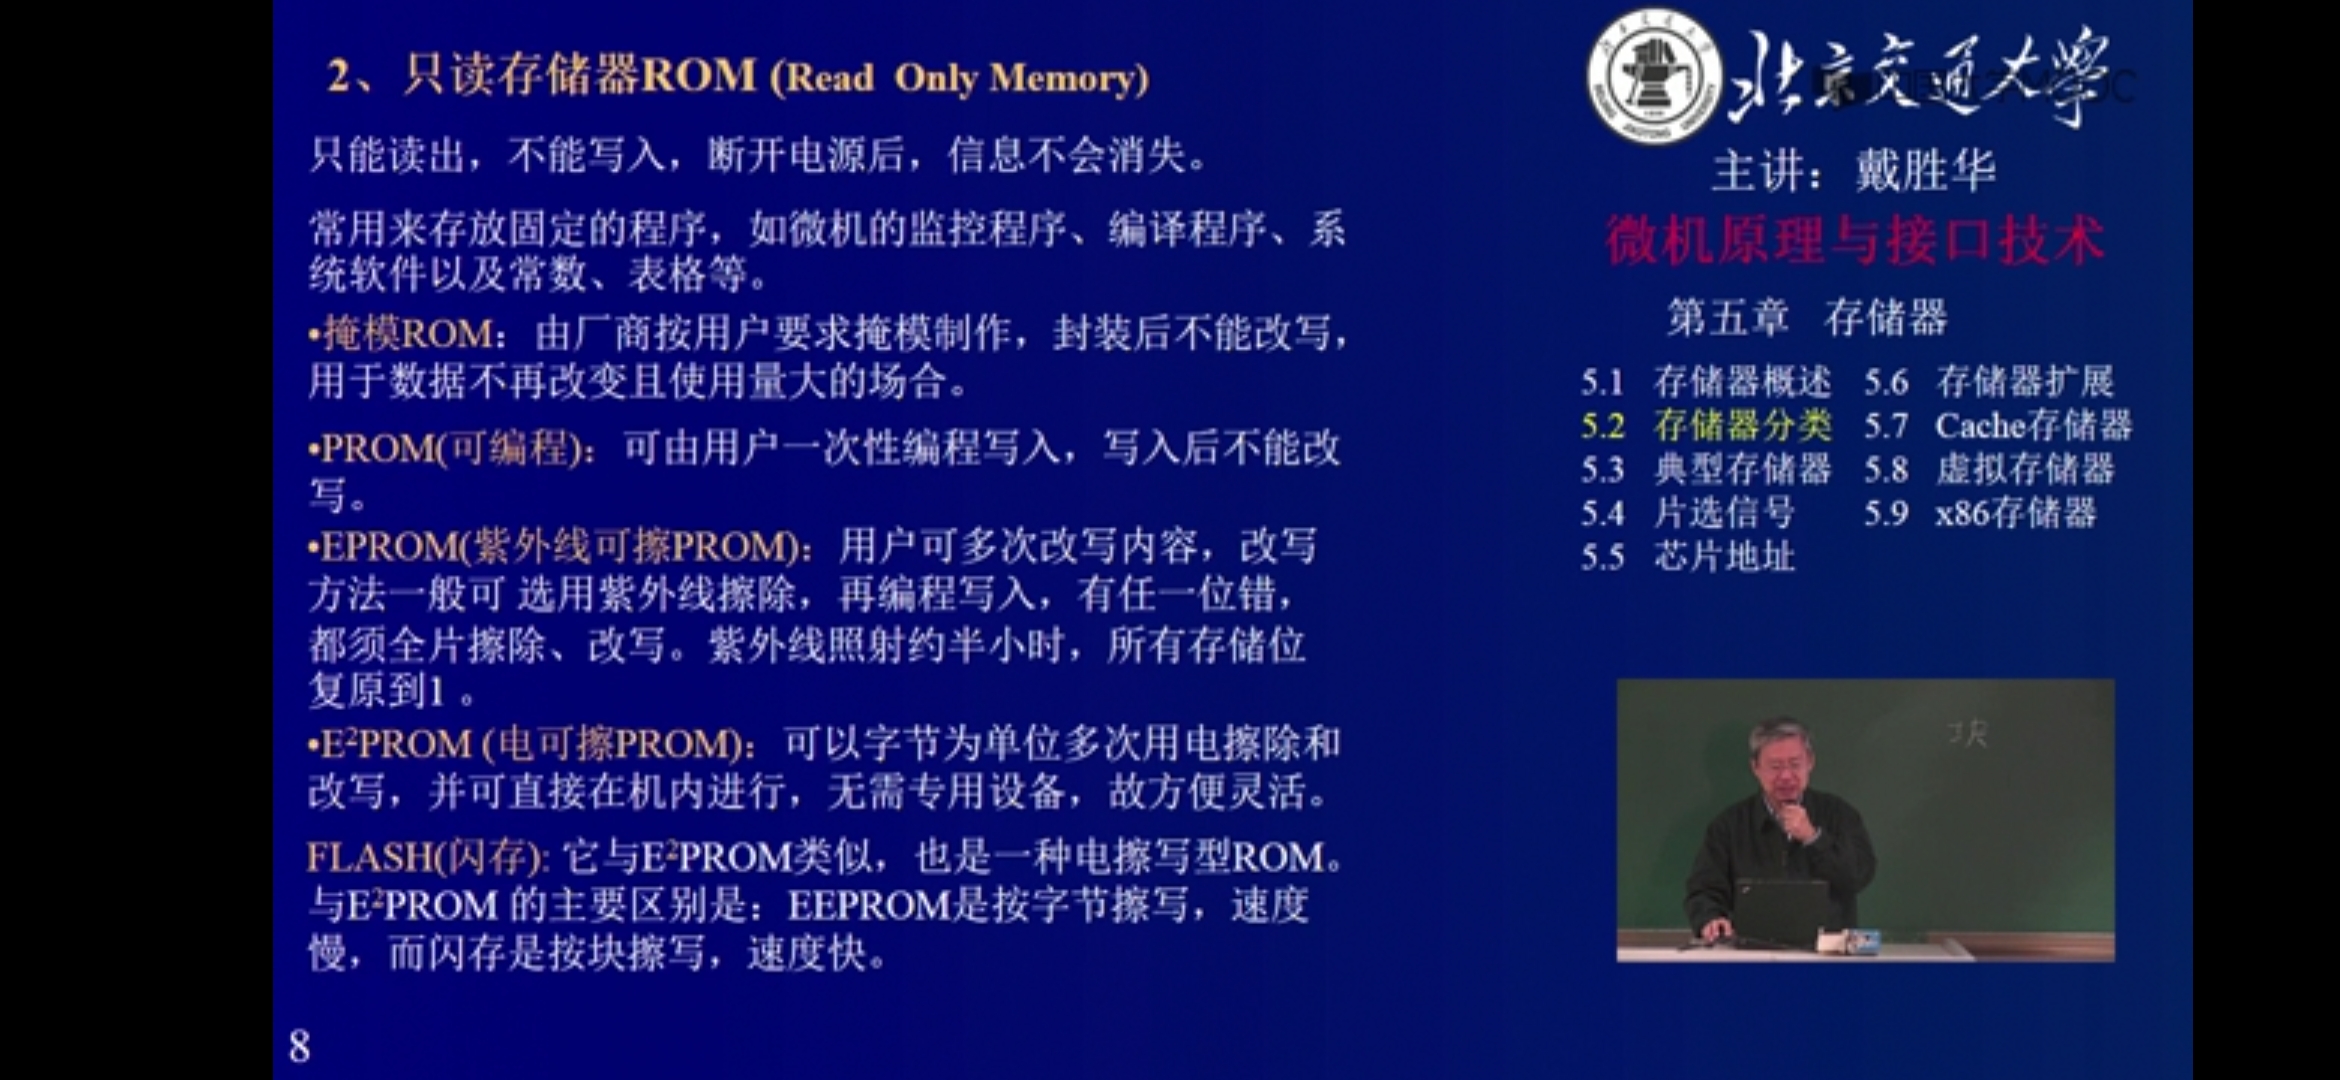 2、只读存储器ROM (Read Only Memory)
只能读出，不能写入，断开电源后，信息不会消失。
常用来存放固定的程序，如微机的监控程序、编译程序、系
统软件以及常数、表格等。
•掩模ROM：由厂商按用户要求掩模制作，封装后不能改写，
用于数据不再改变且使用量大的场合。
•PROM(可编程)：可由用户一次性编程写入，写入后不能改
写。
•EPROM(紫外线可擦PROM)：用户可多次改写内容，改写
方法一般可 选用紫外线擦除，再编程写入，有任一位错，
都须全片擦除、改写。紫外线照射约半小时，所有存储位
复原到1 。
•E²PROM (电可擦PROM)：可以字节为单位多次用电擦除和
改写，并可直接在机内进行，无需专用设备，故方便灵活。
FLASH(闪存): 它与E²PROM类似，也是一种电擦写型ROM。
与E²PROM 的主要区别是：EEPROM是按字节擦写，速度
慢，而闪存是按块擦写，速度快。
8
北京交通大學
主讲：戴胜华
微机原理与接口技术
第五章 存储器
5.1 存储器概述 5.6 存储器扩展
5.2 存储器分类 5.7 Cache存储器
5.3 典型存储器 5.8 虚拟存储器
5.4 片选信号 5.9 x86存储器
5.5 芯片地址
块